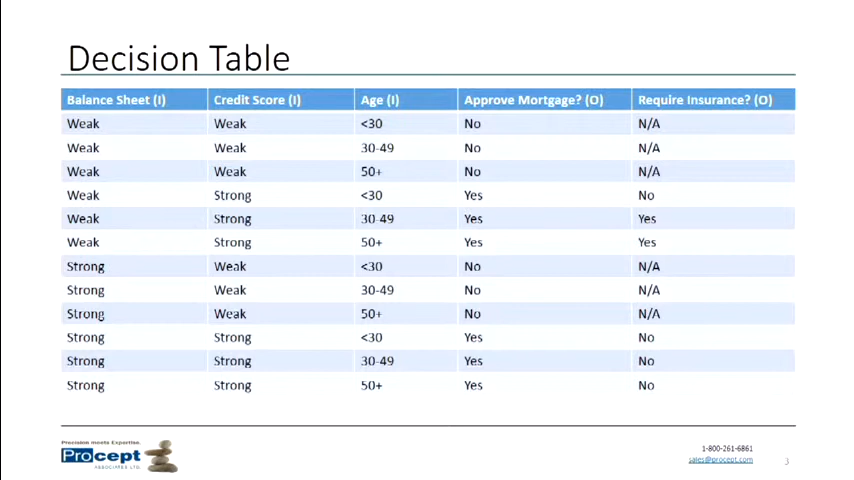 Decision Table
Balance Sheet (I) Credit Score (I) Age (I) Approve Mortgage? (O) Require Insurance? (O)
Weak Weak <30 No N/A
Weak Weak 30-49 No N/A
Weak Weak 50+ No N/A
Weak Strong <30 Yes No
Weak Strong 30-49 Yes Yes
Weak Strong 50+ Yes Yes
Strong Weak <30 No N/A
Strong Weak 30-49 No N/A
Strong Weak 50+ No N/A
Strong Strong <30 Yes No
Strong Strong 30-49 Yes No
Strong Strong 50+ Yes No
Precision meets Expertise.
Procept
ASSOCIATES LTD.
1-800-261-6861
sales@procept.com
3